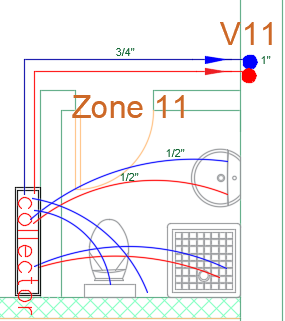 V11
3/4"
1"
Zone 11
1/2"
1/2"
collector